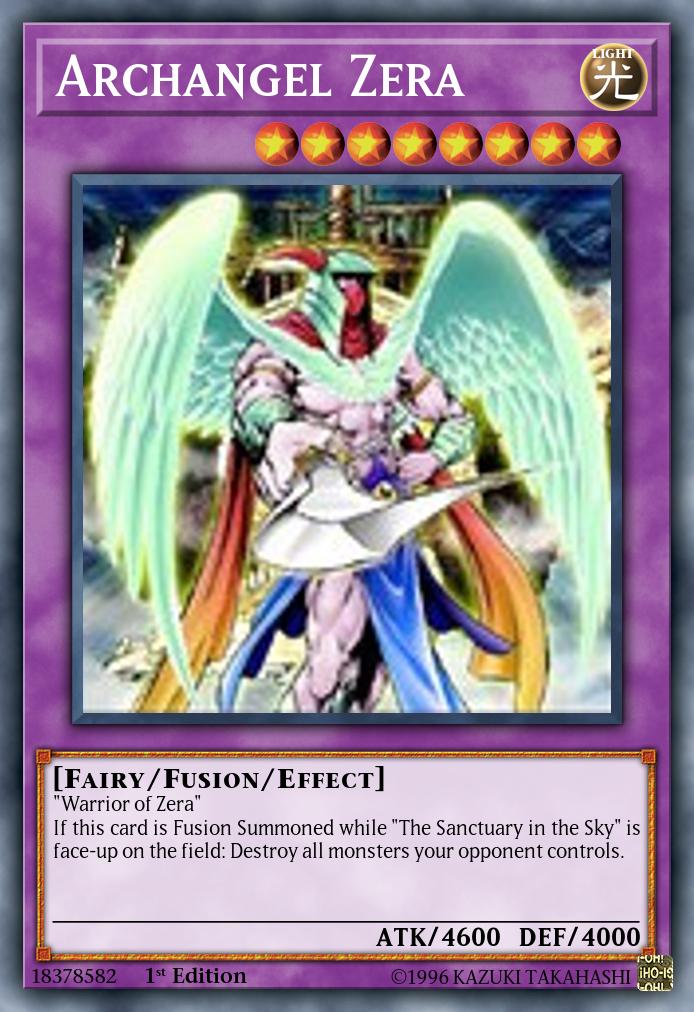 ARCHANGEL ZERA
LIGHT
光
[FAIRY/FUSION/EFFECT]
"Warrior of Zera"
If this card is Fusion Summoned while "The Sanctuary in the Sky" is
face-up on the field: Destroy all monsters your opponent controls.
ATK/4600 DEF/4000
18378582 1st Edition ©1996 KAZUKI TAKAHASHI